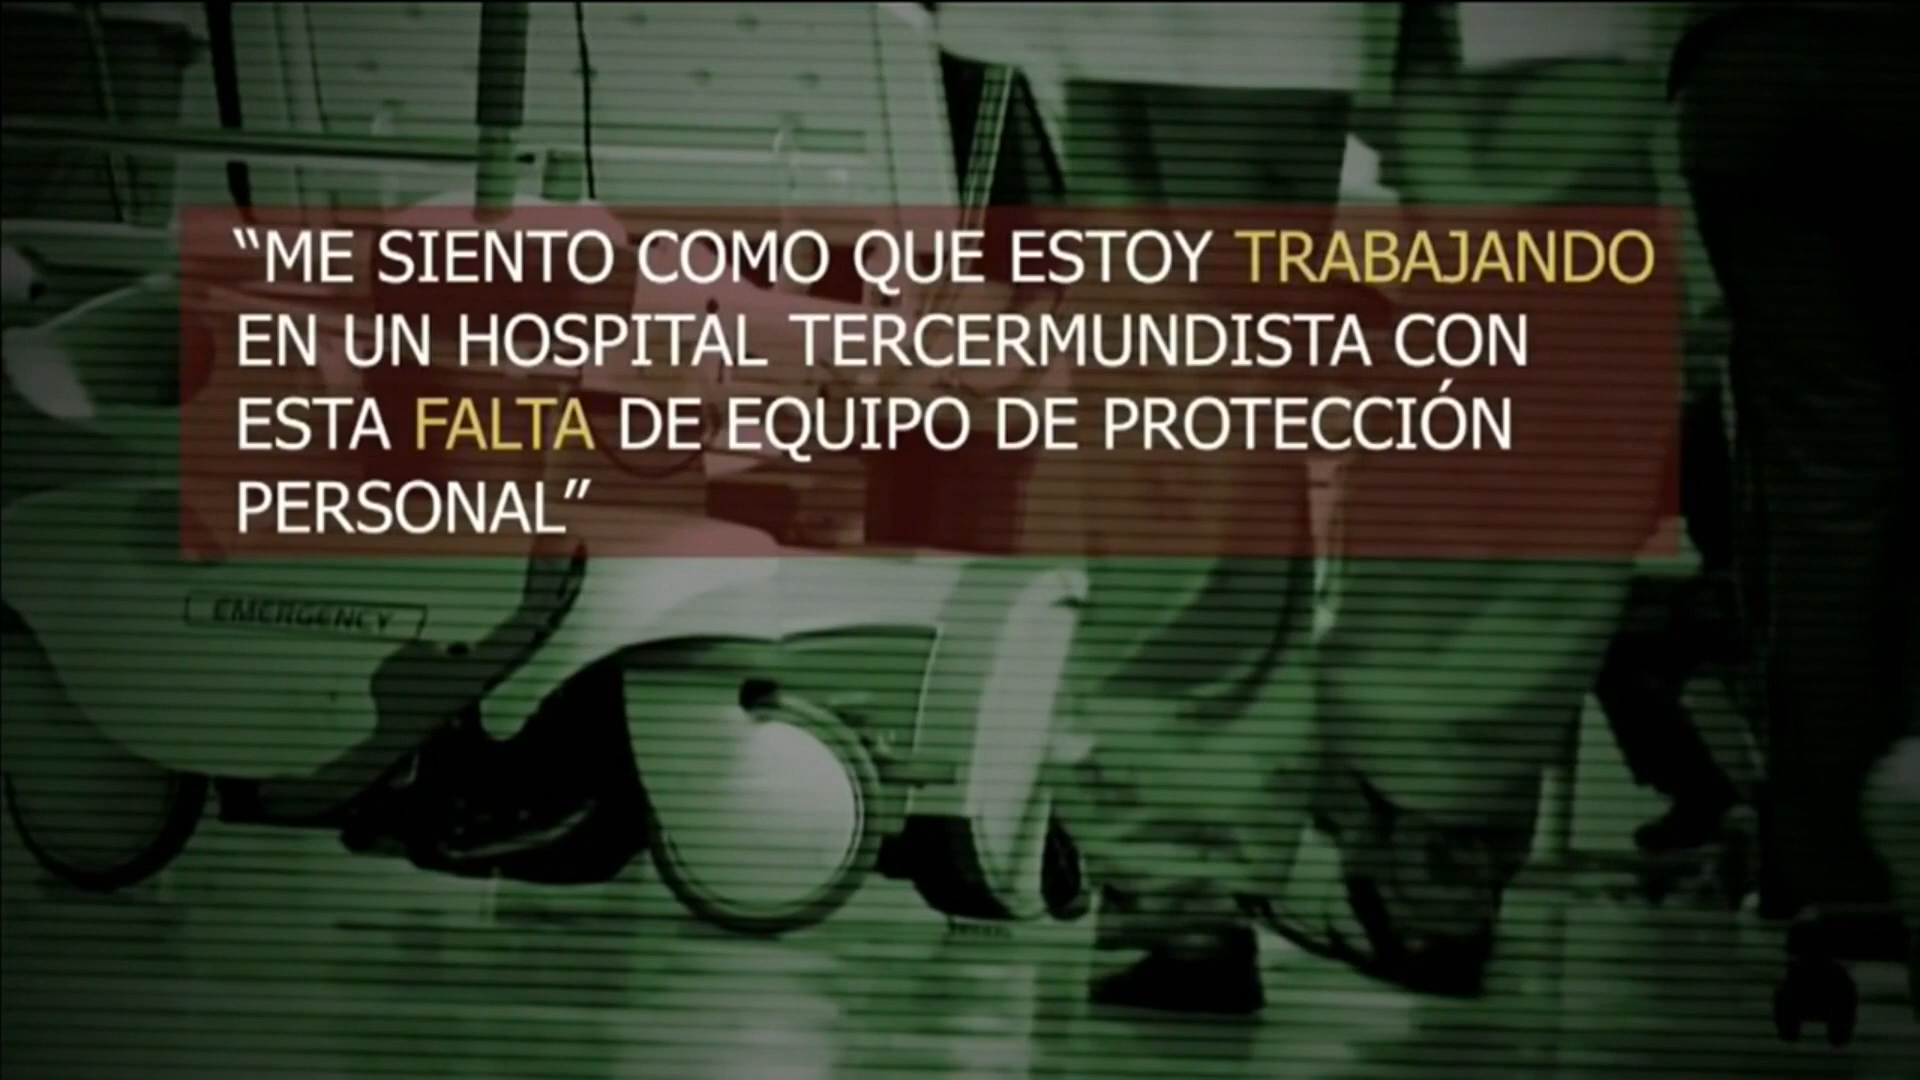 “ME SIENTO COMO QUE ESTOY TRABAJANDO
EN UN HOSPITAL TERCERMUNDISTA CON
ESTA FALTA DE EQUIPO DE PROTECCIÓN
PERSONAL”
EMERGENCY